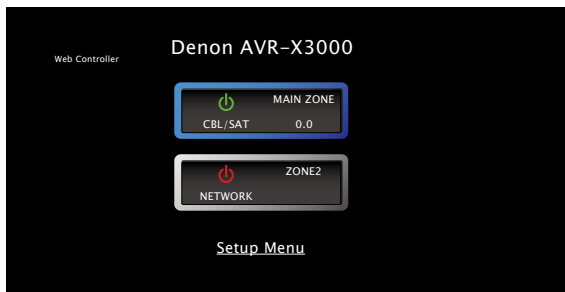 Denon AVR-X3000
Web Controller
MAIN ZONE
CBL/SAT 0.0
ZONE2
NETWORK
Setup Menu